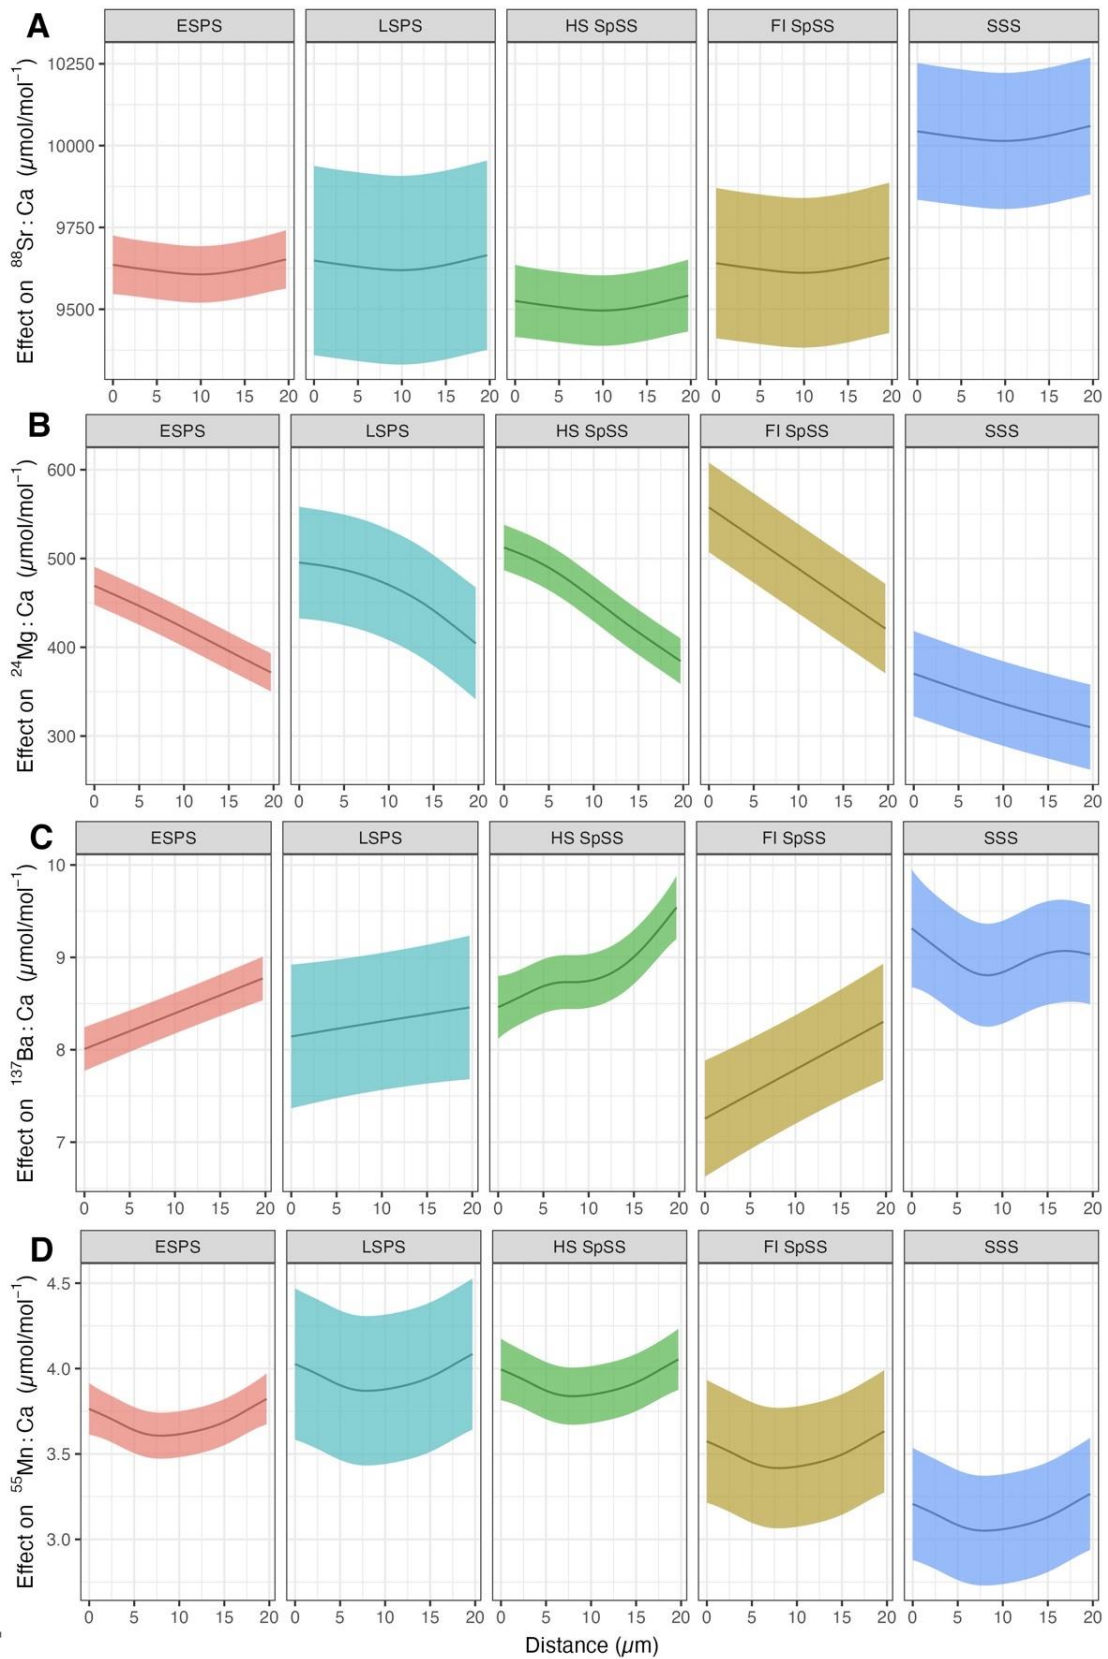 A
ESPS LSPS HS SpSS FI SpSS SSS
Effect on ⁸⁸Sr : Ca (µmol/mol⁻¹)
10250
10000
9750
9500
0 5 10 15 20 0 5 10 15 20 0 5 10 15 20 0 5 10 15 20 0 5 10 15 20
B
ESPS LSPS HS SpSS FI SpSS SSS
Effect on ²⁴Mg : Ca (µmol/mol⁻¹)
600
500
400
300
0 5 10 15 20 0 5 10 15 20 0 5 10 15 20 0 5 10 15 20 0 5 10 15 20
C
ESPS LSPS HS SpSS FI SpSS SSS
Effect on ¹³⁷Ba : Ca (µmol/mol⁻¹)
10
9
8
7
0 5 10 15 20 0 5 10 15 20 0 5 10 15 20 0 5 10 15 20 0 5 10 15 20
D
ESPS LSPS HS SpSS FI SpSS SSS
Effect on ⁵⁵Mn : Ca (µmol/mol⁻¹)
4.5
4.0
3.5
3.0
0 5 10 15 20 0 5 10 15 20 0 5 10 15 20 0 5 10 15 20 0 5 10 15 20
Distance (µm)